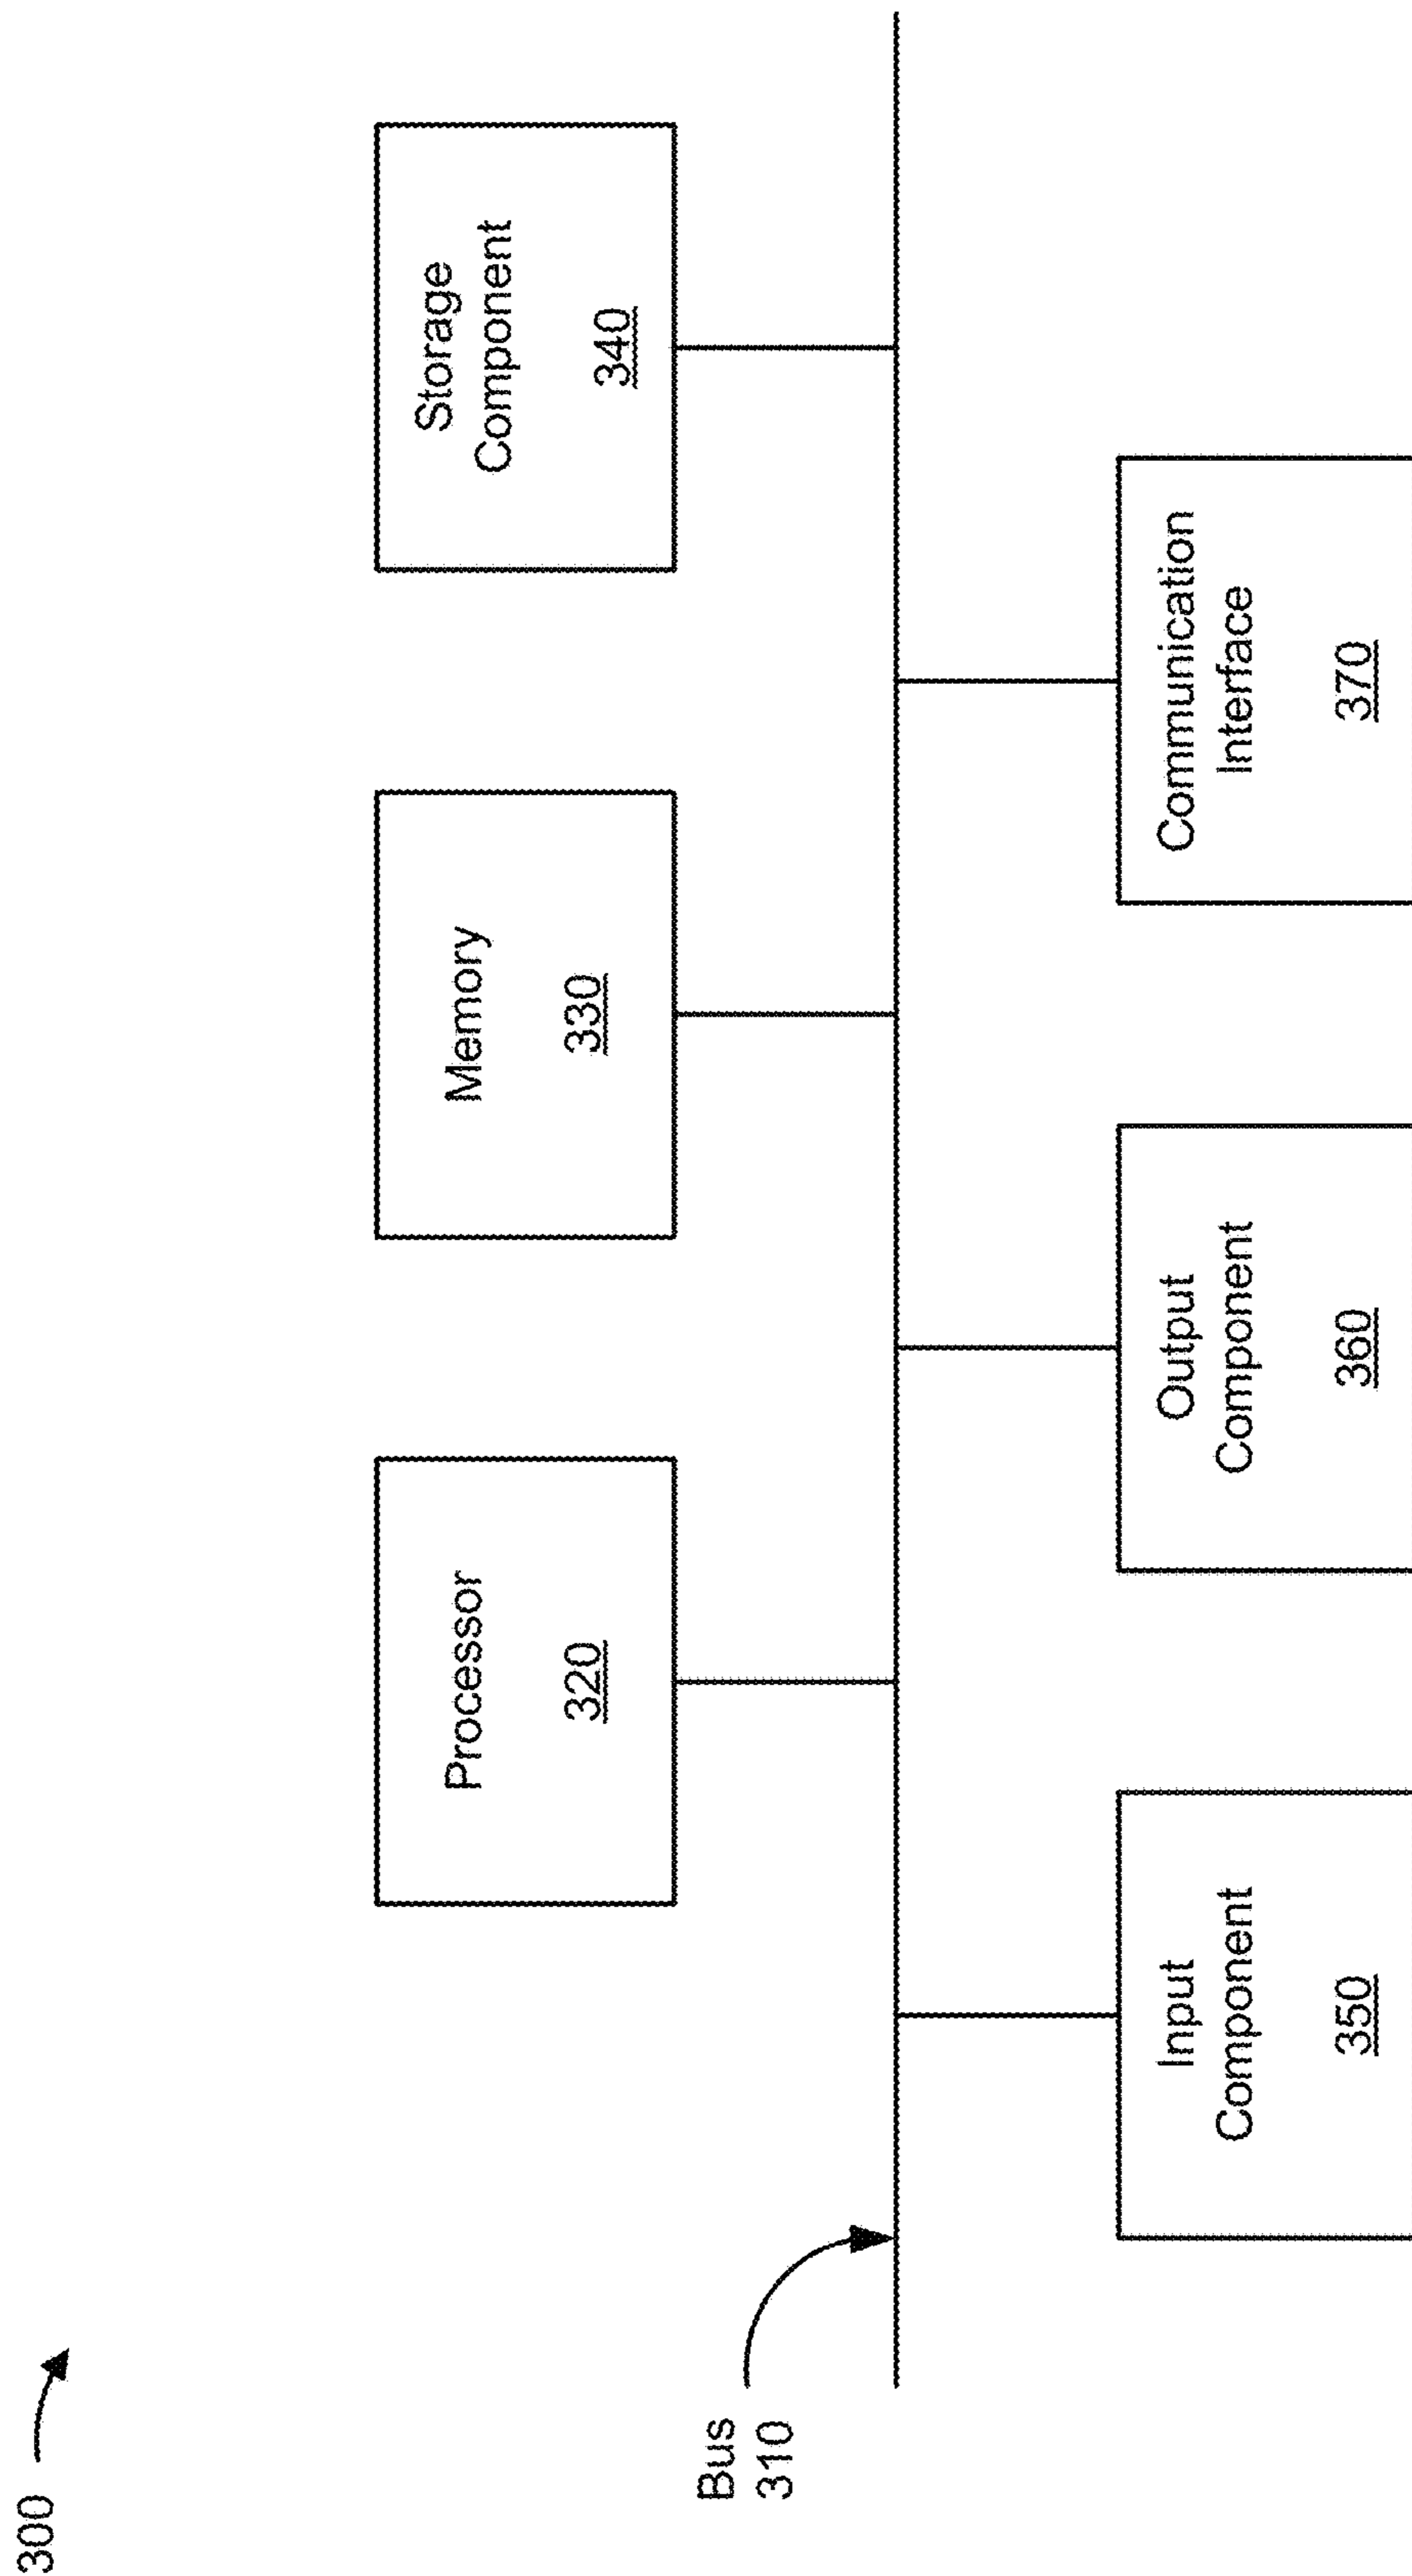 300
Processor
320
Memory
330
Storage
Component
340
Bus
310
Input
Component
350
Output
Component
360
Communication
Interface
370